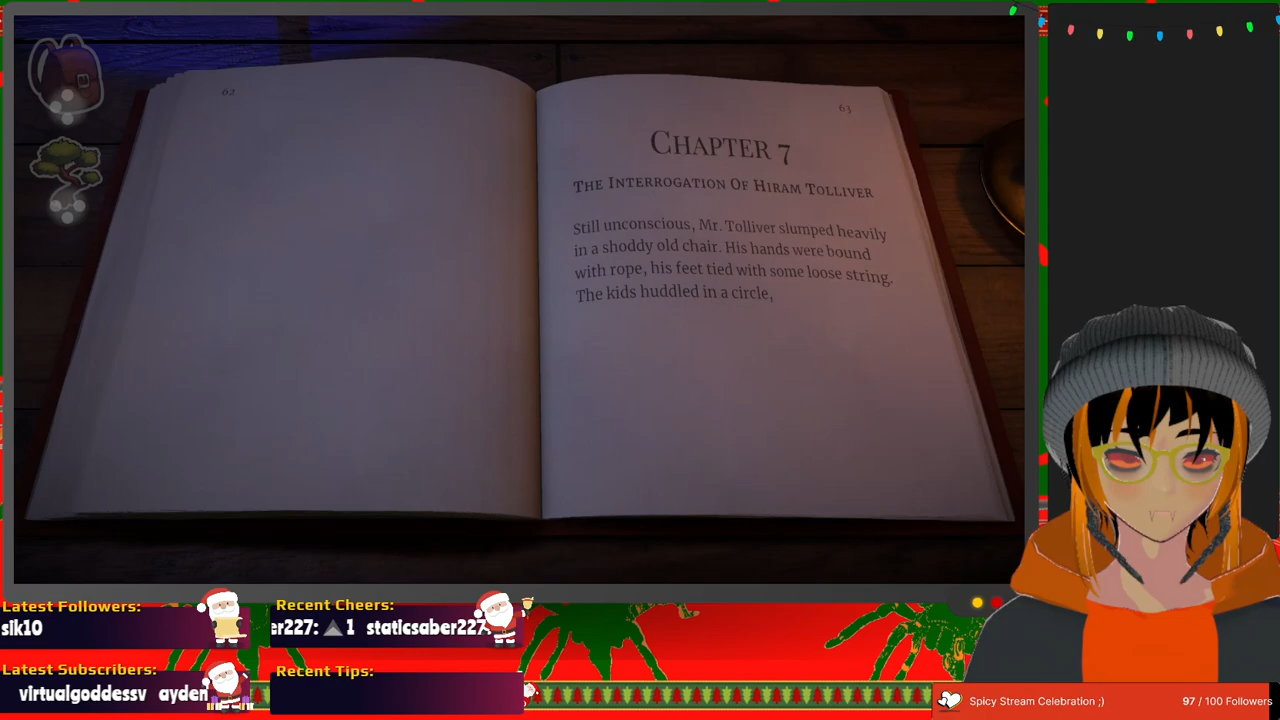 62
63
CHAPTER 7
THE INTERROGATION OF HIRAM TOLLIVER
Still unconscious, Mr. Tolliver slumped heavily
in a shoddy old chair. His hands were bound
with rope, his feet tied with some loose string.
The kids huddled in a circle,
Latest Followers:
sik10
Recent Cheers:
er227: 1 staticsaber227:
Latest Subscribers:
virtualgoddessv ayden
Recent Tips:
Spicy Stream Celebration ;)
97 / 100 Followers